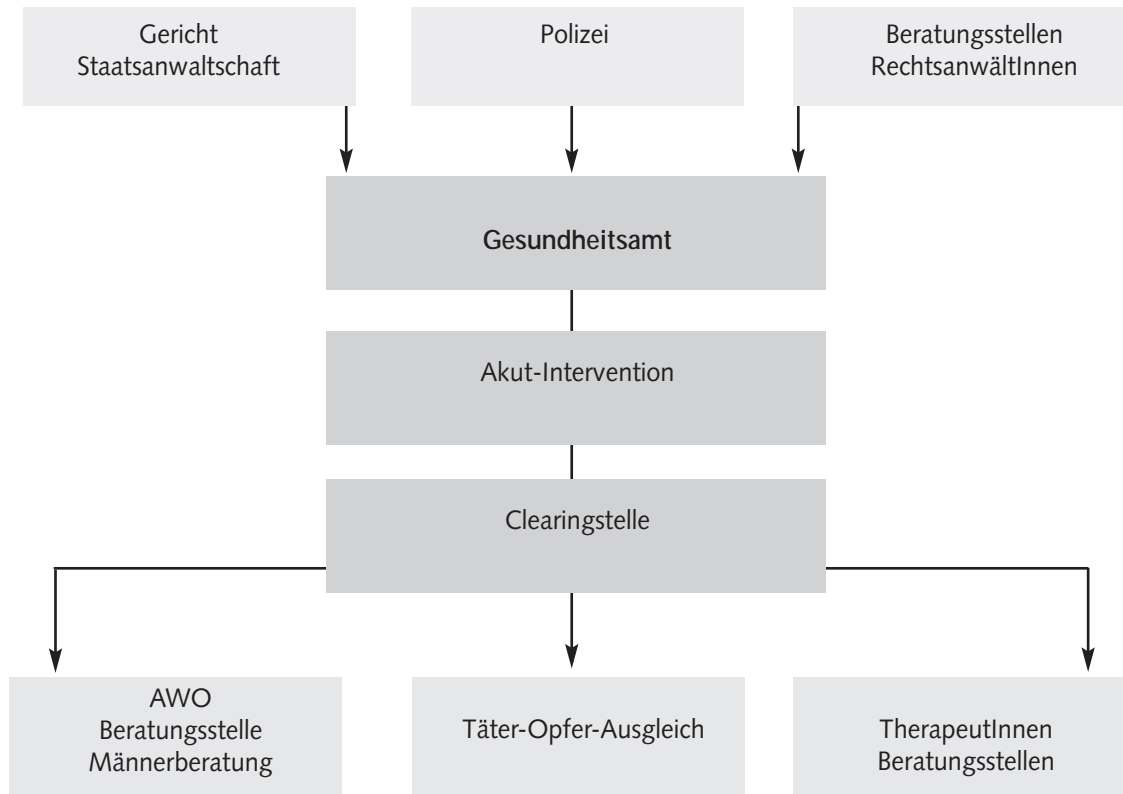 Gericht
Staatsanwaltschaft
Polizei
Beratungsstellen
RechtsanwältInnen
Gesundheitsamt
Akut-Intervention
Clearingstelle
AWO
Beratungsstelle
Männerberatung
Täter-Opfer-Ausgleich
TherapeutInnen
Beratungsstellen